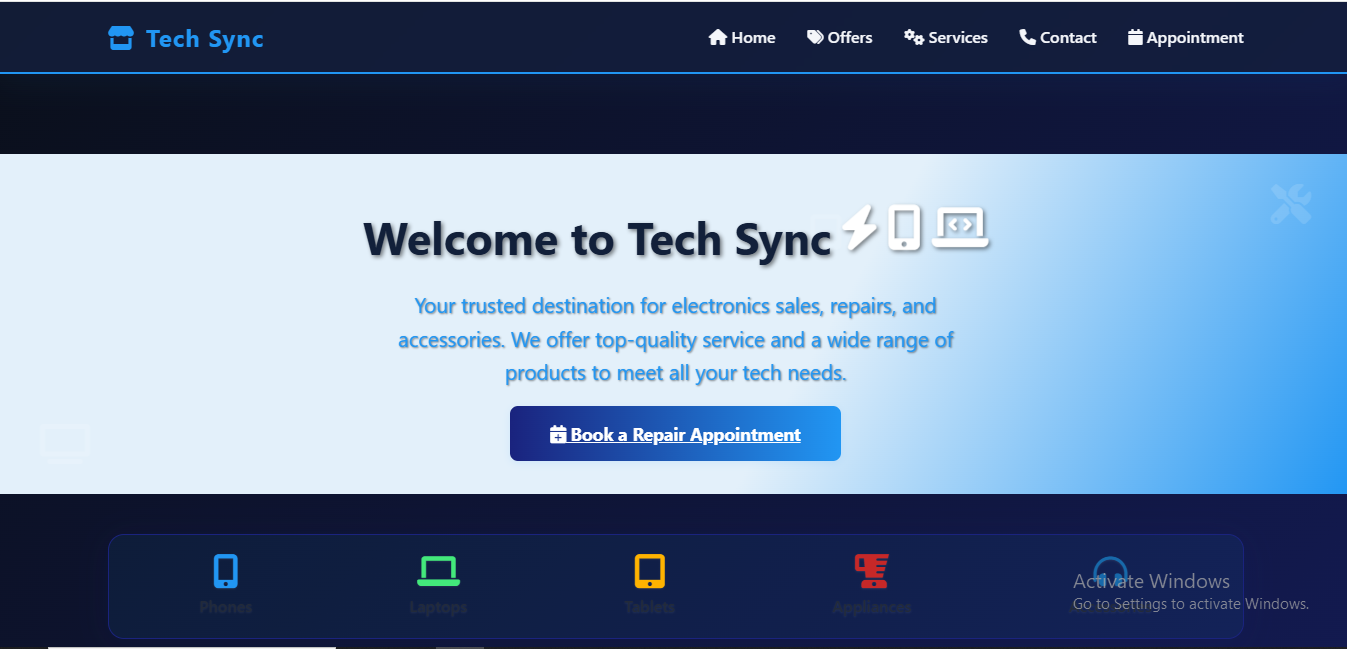 Tech Sync
Home Offers Services Contact Appointment
Welcome to Tech Sync
Your trusted destination for electronics sales, repairs, and
accessories. We offer top-quality service and a wide range of
products to meet all your tech needs.
Book a Repair Appointment
Phones Laptops Tablets Appliances
Activate Windows
Go to Settings to activate Windows.